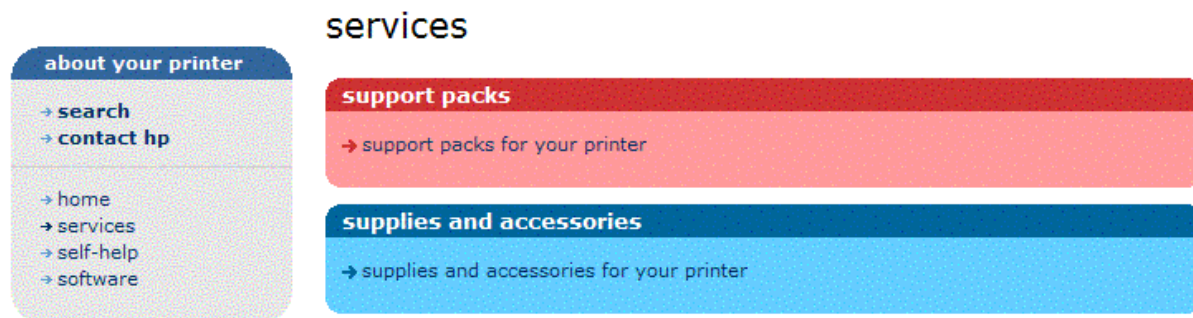 services
about your printer
search
contact hp
home
services
self-help
software
support packs
support packs for your printer
supplies and accessories
supplies and accessories for your printer